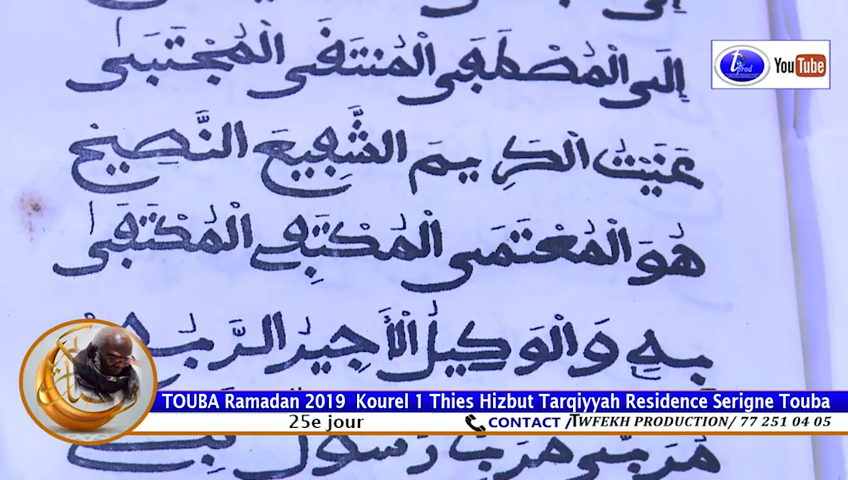 إِلَى الْمُصْطَفَى الْمُنْتَقَى الْمُجْتَبَى
عَنَيْتُ الْكَرِيمَ الشَّفِيعَ النَّصِيحْ
هُوَ الْمُعْتَمَى الْمُكْتَفِي الْمُقْتَفَى
بِهِ وَالْوَكِيلُ الْأَجِيرُ
رَسُولٌ
YouTube
TOUBA Ramadan 2019 Kourel 1 Thies Hizbut Tarqiyyah Residence Serigne Touba
25e jour
CONTACT / TWFEKH PRODUCTION/ 77 251 04 05